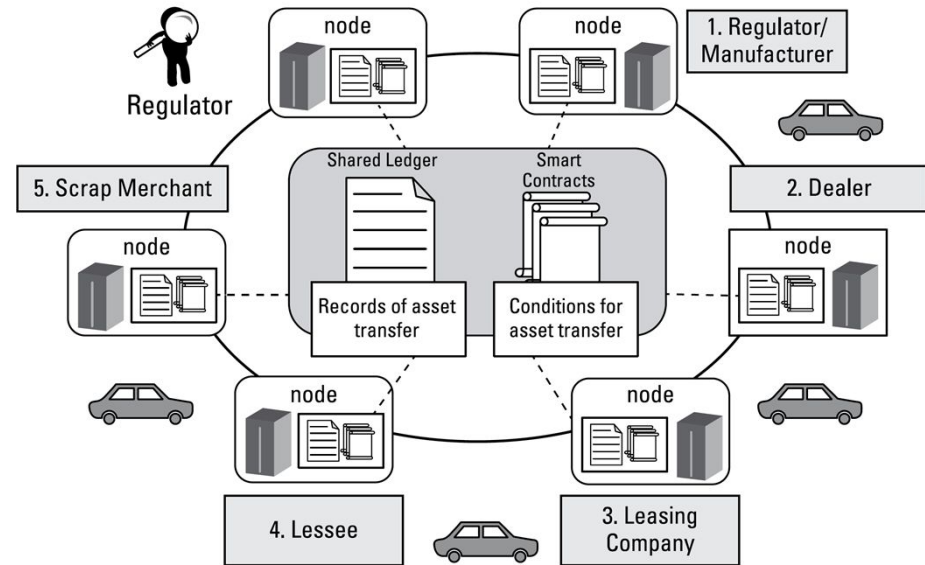 node
node
1. Regulator/
Manufacturer
Regulator
Shared Ledger
Smart
Contracts
5. Scrap Merchant
2. Dealer
node
node
Records of asset
transfer
Conditions for
asset transfer
node
node
4. Lessee
3. Leasing
Company